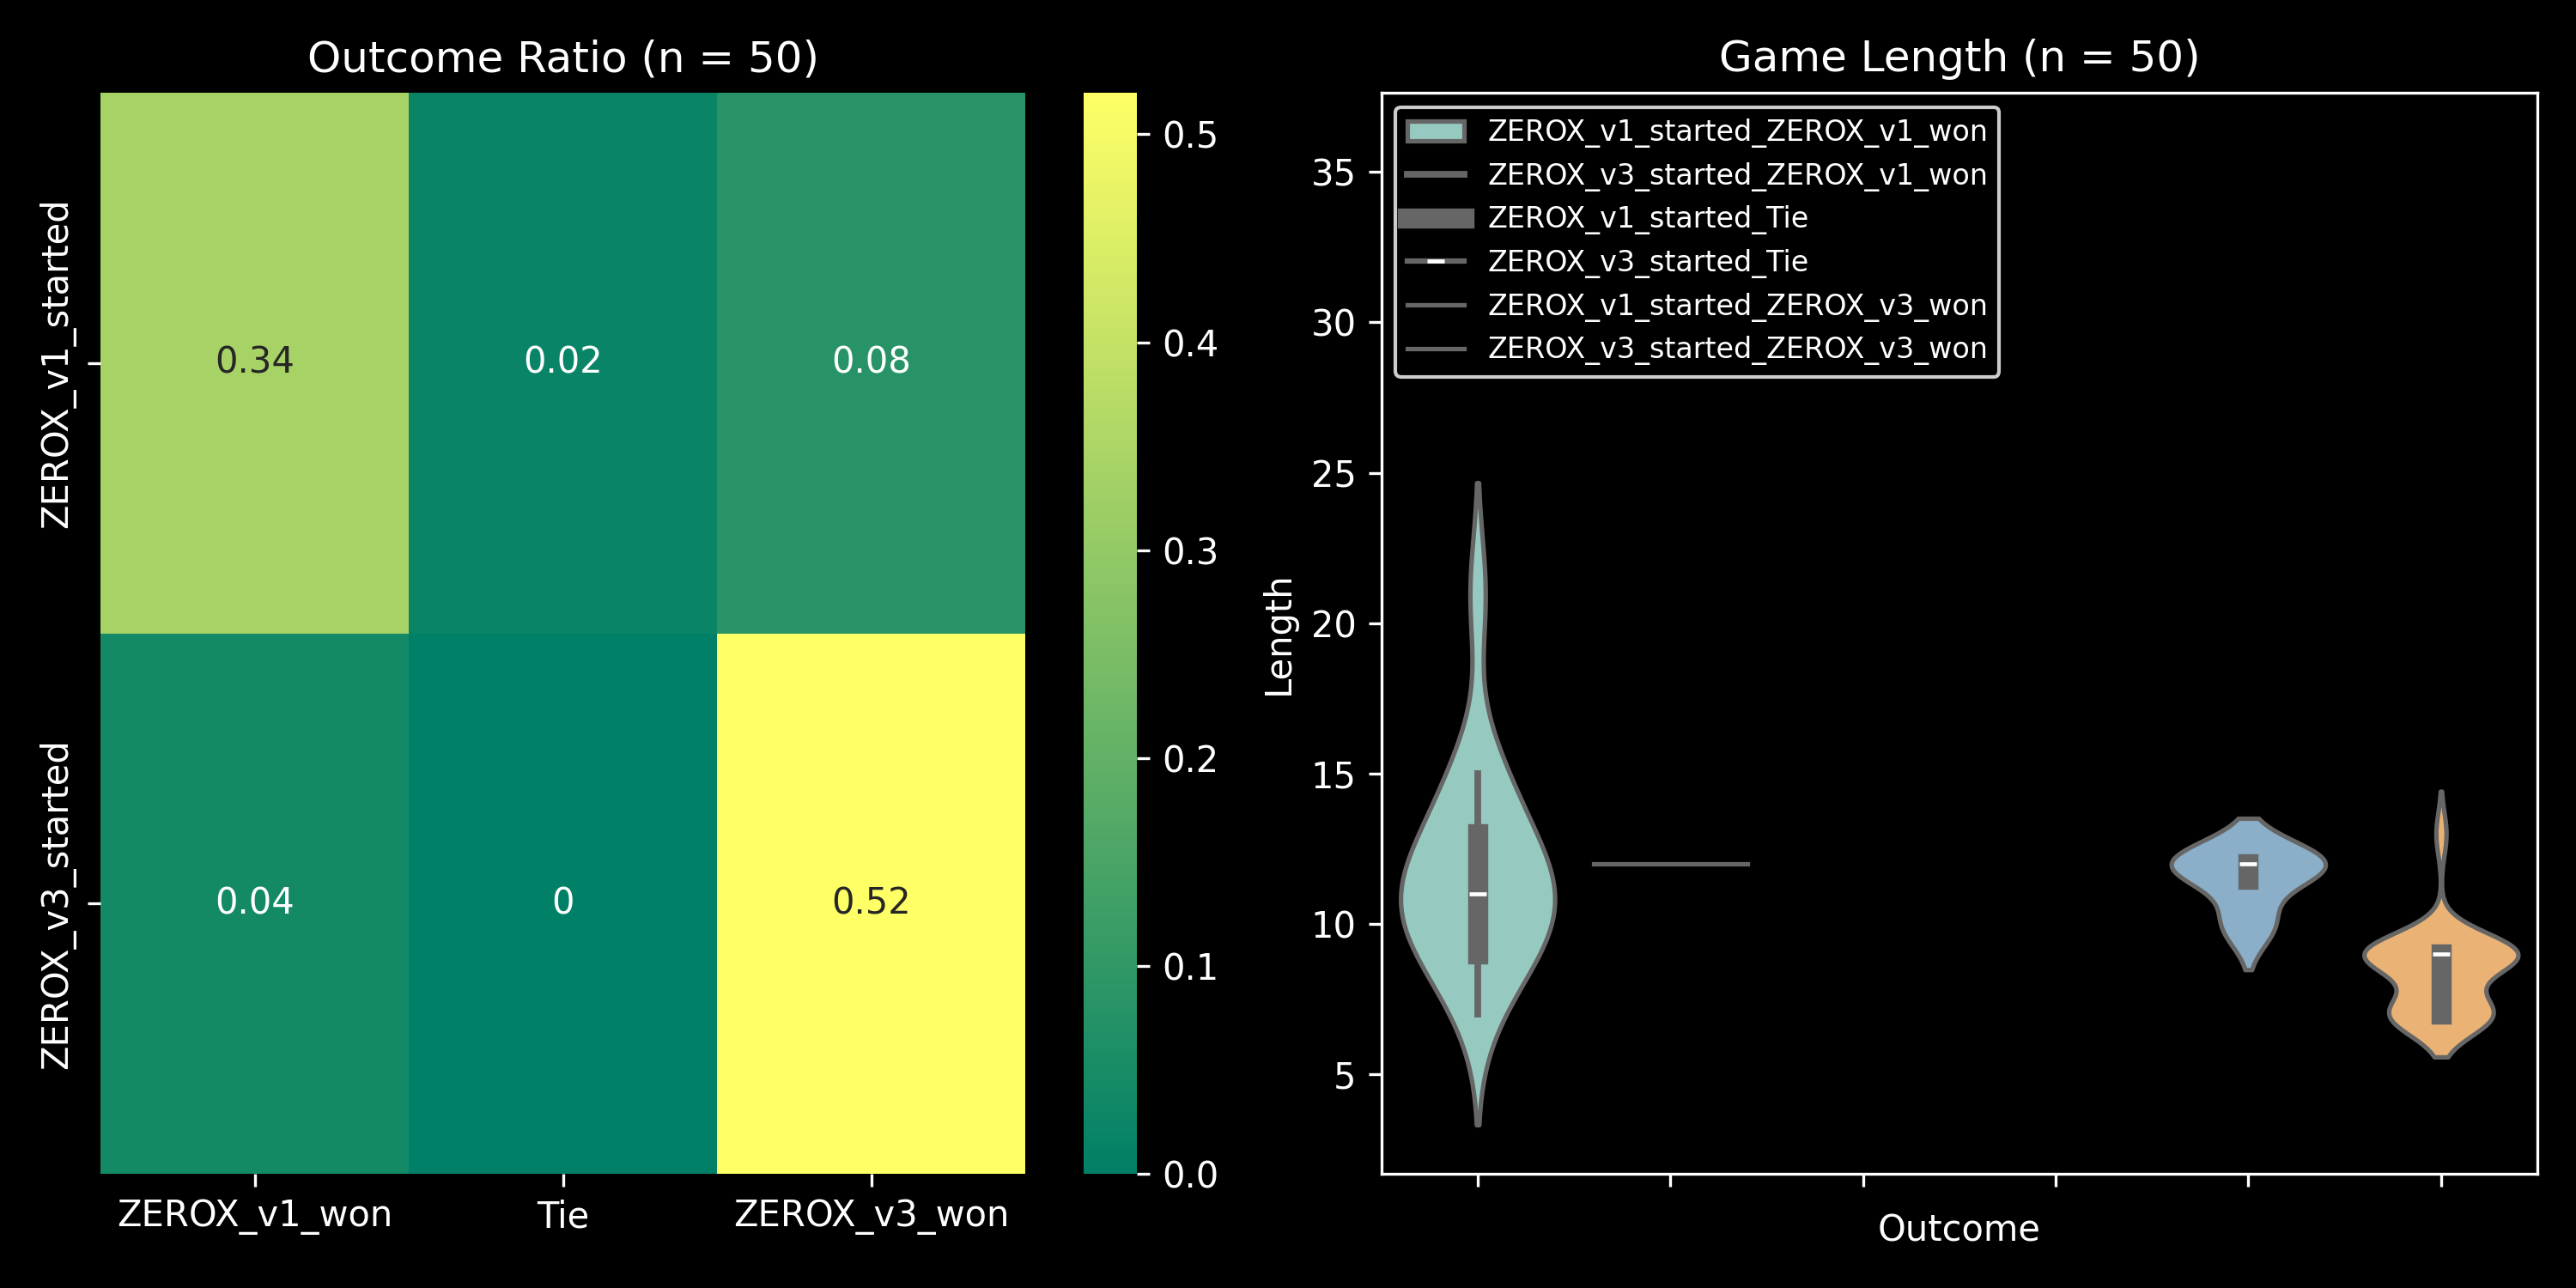 Outcome Ratio (n = 50)
ZEROX_v1_started
ZEROX_v3_started
0.34
0.02
0.08
0.04
0
0.52
ZEROX_v1_won
Tie
ZEROX_v3_won
0.5
0.4
0.3
0.2
0.1
0.0
Game Length (n = 50)
ZEROX_v1_started_ZEROX_v1_won
ZEROX_v3_started_ZEROX_v1_won
ZEROX_v1_started_Tie
ZEROX_v3_started_Tie
ZEROX_v1_started_ZEROX_v3_won
ZEROX_v3_started_ZEROX_v3_won
Length
35
30
25
20
15
10
5
Outcome